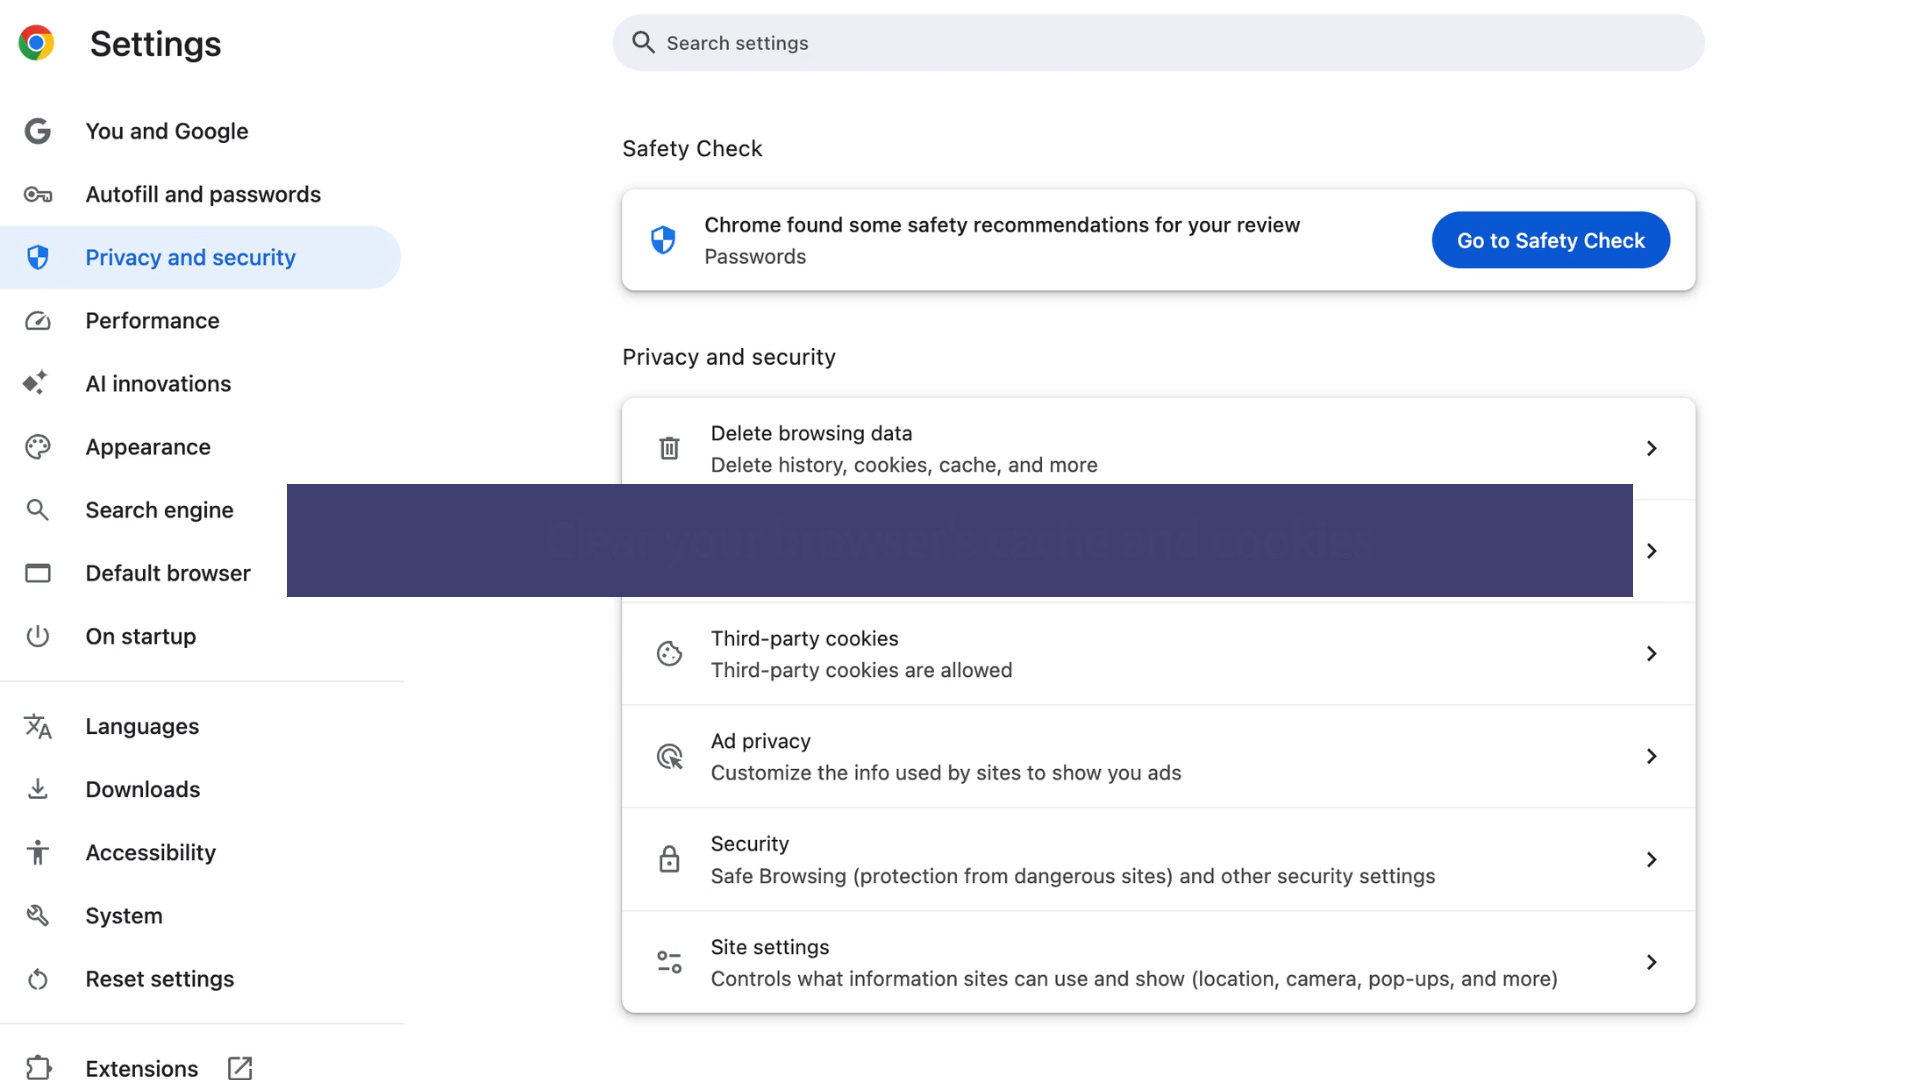 Settings
Search settings
You and Google
Autofill and passwords
Privacy and security
Performance
AI innovations
Appearance
Search engine
Default browser
On startup
Languages
Downloads
Accessibility
System
Reset settings
Extensions
Safety Check
Chrome found some safety recommendations for your review
Passwords
Go to Safety Check
Privacy and security
Delete browsing data
Delete history, cookies, cache, and more
Clear your browser's cache and cookies
Third-party cookies
Third-party cookies are allowed
Ad privacy
Customize the info used by sites to show you ads
Security
Safe Browsing (protection from dangerous sites) and other security settings
Site settings
Controls what information sites can use and show (location, camera, pop-ups, and more)